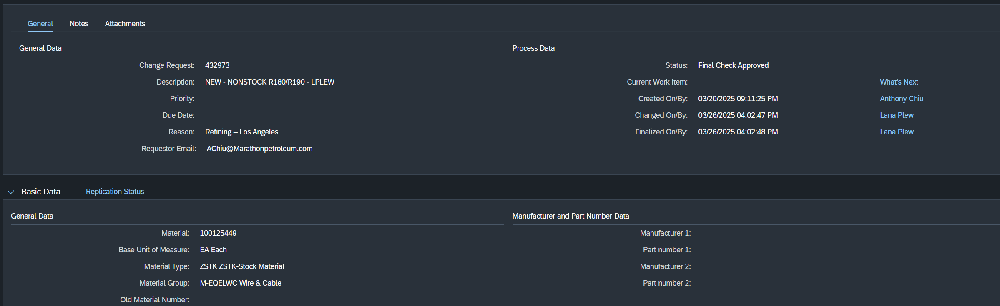 General Notes Attachments
General Data
Change Request: 432973
Description: NEW - NONSTOCK R180/R190 - LPLEW
Priority:
Due Date:
Reason: Refining – Los Angeles
Requestor Email: AChiu@Marathonpetroleum.com
Process Data
Status: Final Check Approved
Current Work Item: What's Next
Created On/By: 03/20/2025 09:11:25 PM Anthony Chiu
Changed On/By: 03/26/2025 04:02:47 PM Lana Plew
Finalized On/By: 03/26/2025 04:02:48 PM Lana Plew
Basic Data Replication Status
General Data
Material: 100125449
Base Unit of Measure: EA Each
Material Type: ZSTK ZSTK-Stock Material
Material Group: M-EQELWC Wire & Cable
Old Material Number:
Manufacturer and Part Number Data
Manufacturer 1:
Part number 1:
Manufacturer 2:
Part number 2: